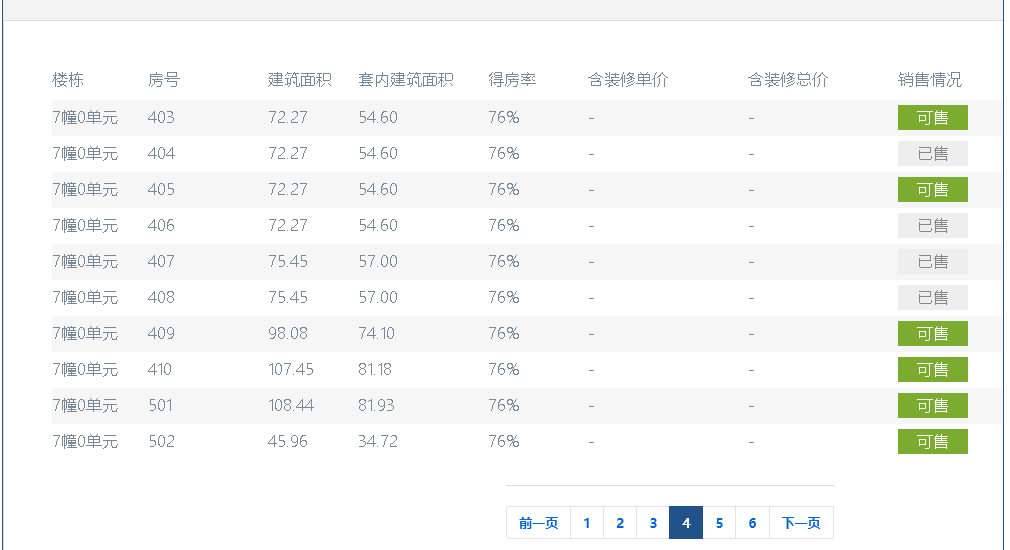 楼栋 房号 建筑面积 套内建筑面积 得房率 含装修单价 含装修总价 销售情况
7幢0单元 403 72.27 54.60 76% - - 可售
7幢0单元 404 72.27 54.60 76% - - 已售
7幢0单元 405 72.27 54.60 76% - - 可售
7幢0单元 406 72.27 54.60 76% - - 已售
7幢0单元 407 75.45 57.00 76% - - 已售
7幢0单元 408 75.45 57.00 76% - - 已售
7幢0单元 409 98.08 74.10 76% - - 可售
7幢0单元 410 107.45 81.18 76% - - 可售
7幢0单元 501 108.44 81.93 76% - - 可售
7幢0单元 502 45.96 34.72 76% - - 可售
前一页 1 2 3 4 5 6 下一页